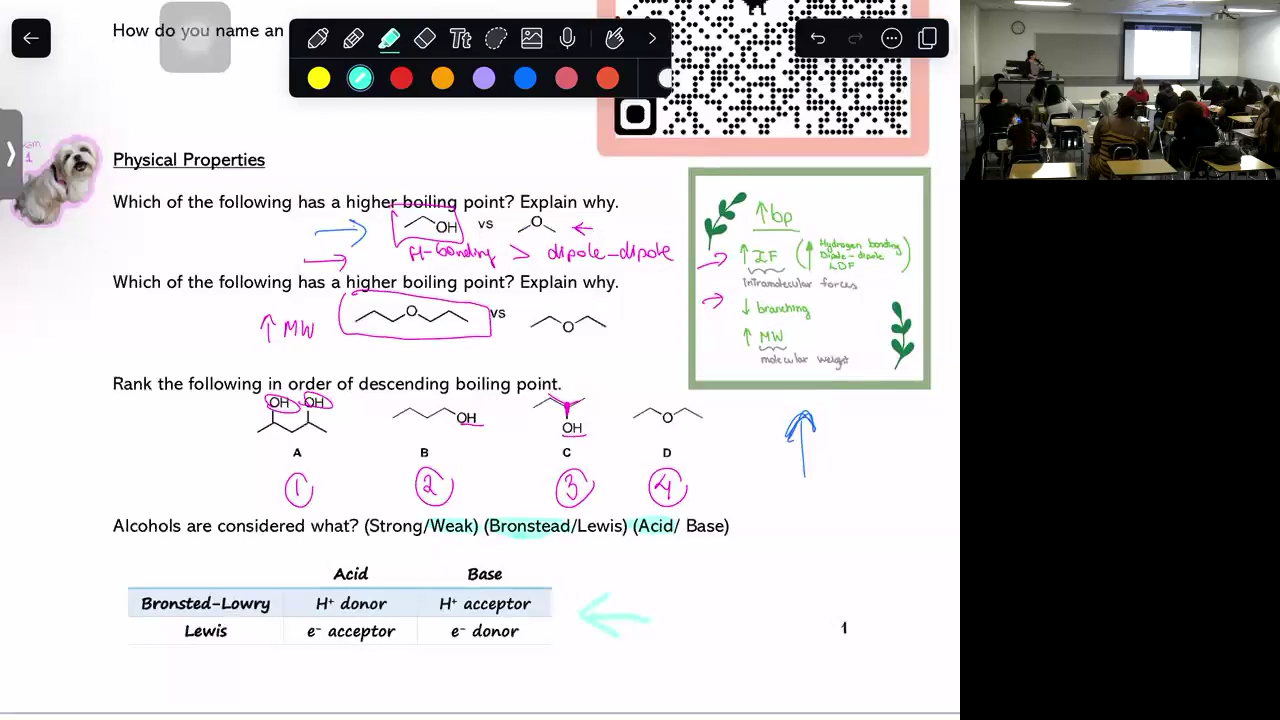 How do you name an
Tt
Exam
1
Physical Properties
Which of the following has a higher boiling point? Explain why.
OH vs O
H-bonding > dipole-dipole
Which of the following has a higher boiling point? Explain why.
↑ MW
O vs O
Rank the following in order of descending boiling point.
OH OH OH OH O
A B C D
1 2 3 4
↑bp
↑ IF (↑ Hydrogen bonding
Dipole-dipole
LDF)
intramolecular forces
↓ branching
↑ MW
molecular weight
Alcohols are considered what? (Strong/Weak) (Bronstead/Lewis) (Acid/ Base)
Acid Base
Bronsted-Lowry H⁺ donor H⁺ acceptor
Lewis e⁻ acceptor e⁻ donor
1